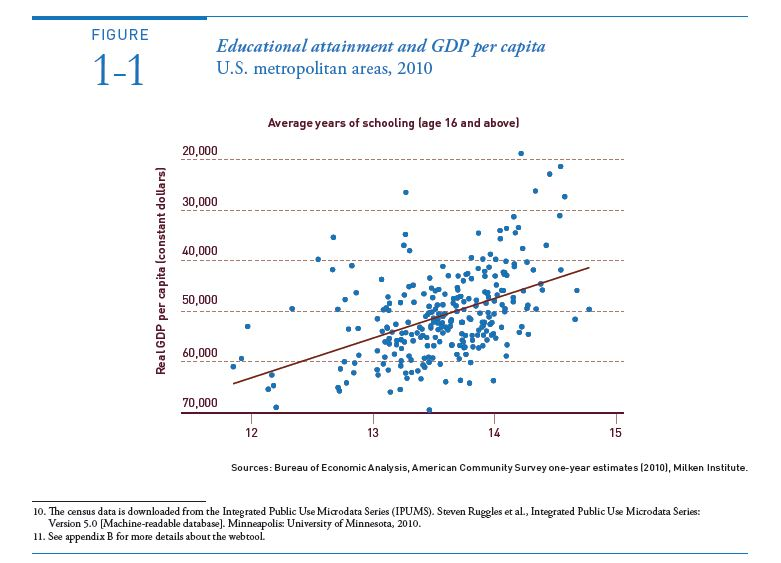 FIGURE
1–1
Educational attainment and GDP per capita
U.S. metropolitan areas, 2010
Average years of schooling (age 16 and above)
Real GDP per capita (constant dollars)
20,000
30,000
40,000
50,000
60,000
70,000
12 13 14 15
Sources: Bureau of Economic Analysis, American Community Survey one-year estimates (2010), Milken Institute.
10. The census data is downloaded from the Integrated Public Use Microdata Series (IPUMS). Steven Ruggles et al., Integrated Public Use Microdata Series:
Version 5.0 [Machine-readable database]. Minneapolis: University of Minnesota, 2010.
11. See appendix B for more details about the webtool.